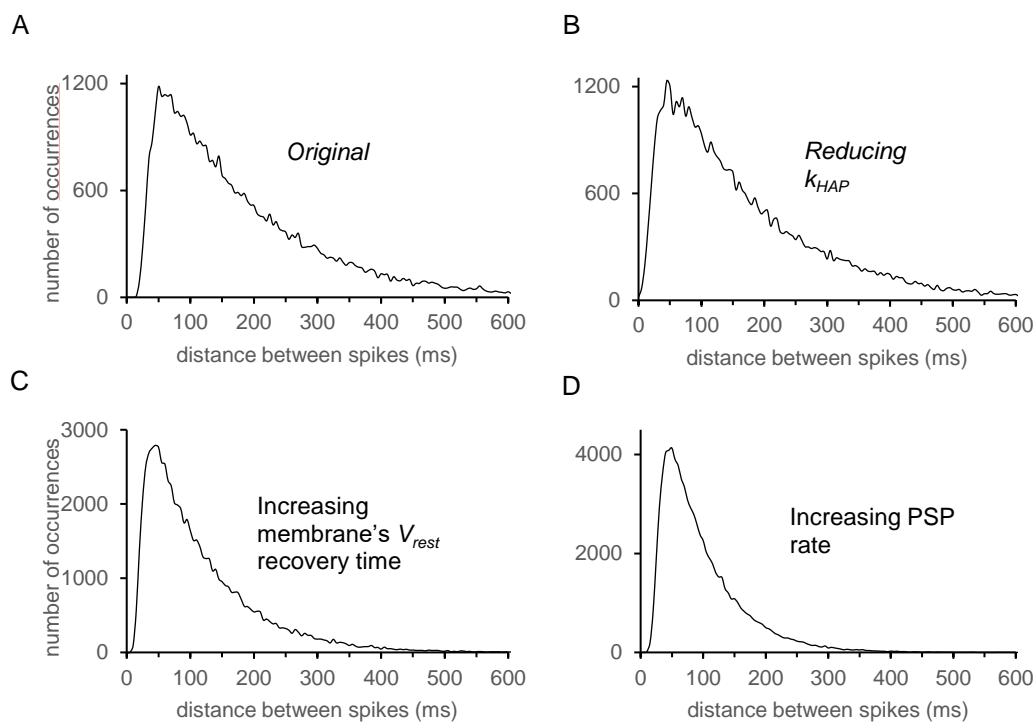 A
number of occurrences
1200
600
0
Original
0 100 200 300 400 500 600
distance between spikes (ms)
B
1200
600
0
Reducing
kHAP
0 100 200 300 400 500 600
distance between spikes (ms)
C
number of occurrences
3000
2000
1000
0
Increasing
membrane's Vrest
recovery time
0 100 200 300 400 500 600
distance between spikes (ms)
D
4000
2000
0
Increasing PSP
rate
0 100 200 300 400 500 600
distance between spikes (ms)